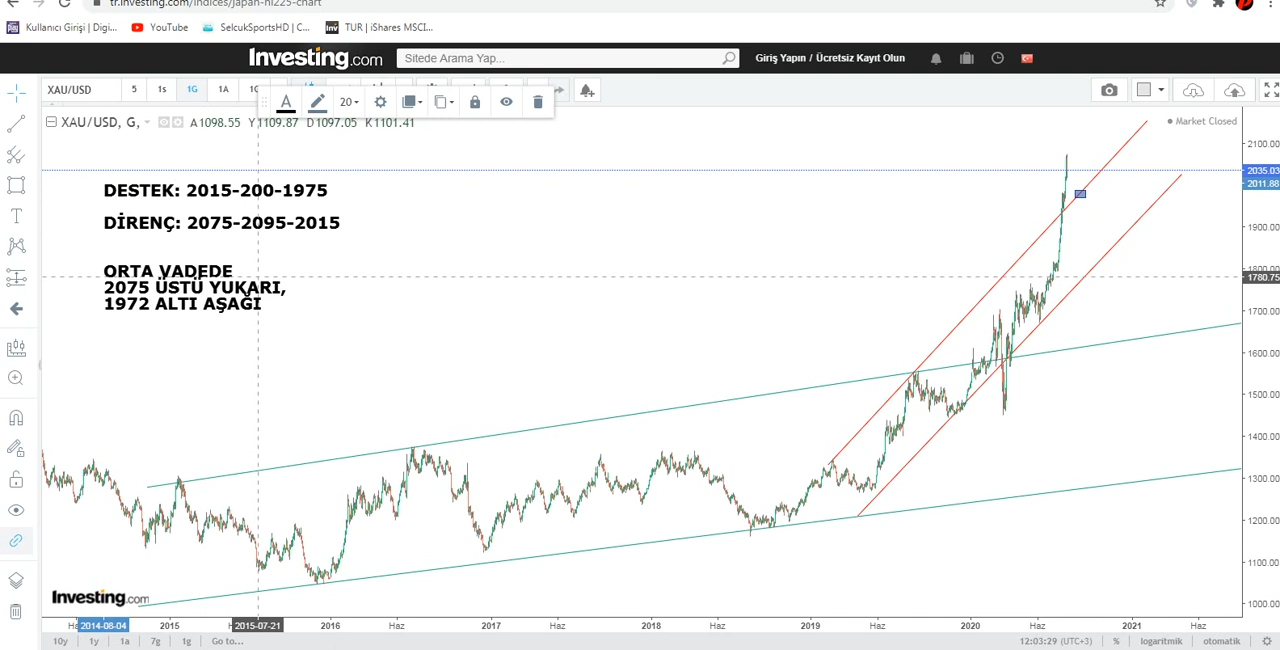 tr.investing.com/indices/japan-ni225-chart
Kullanıcı Girişi | Digi... YouTube SelcukSportsHD | C... TUR | iShares MSCI...
Investing.com Sitede Arama Yap... Giriş Yapın / Ücretsiz Kayıt Olun
XAU/USD 5 1s 1G 1A
20
XAU/USD, G, A1098.55 Y1109.87 D1097.05 K1101.41
Market Closed
2100.00
2035.03
2011.88
DESTEK: 2015-200-1975
DİRENÇ: 2075-2095-2015
1900.00
ORTA VADEDE
2075 ÜSTÜ YUKARI,
1972 ALTI AŞAĞI
1800.00
1780.75
1700.00
1600.00
1500.00
1400.00
1300.00
1200.00
1100.00
1000.00
Investing.com
2014-08-04 2015 2015-07-21 2016 Haz 2017 Haz 2018 Haz 2019 Haz 2020 Haz 2021 Haz
10y 1y 1a 7g 1g Go to... 12:03:29 (UTC+3) % logaritmik otomatik